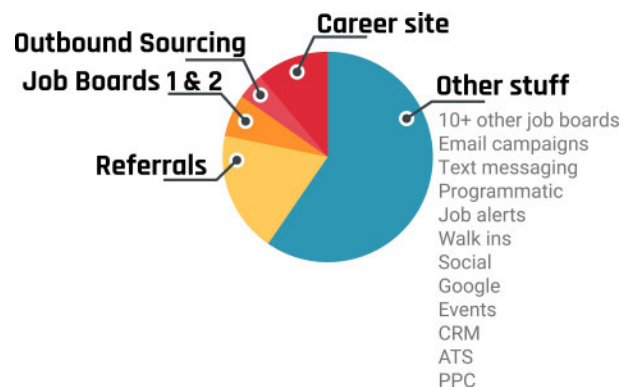 Career site
Outbound Sourcing
Job Boards 1 & 2
Referrals
Other stuff
10+ other job boards
Email campaigns
Text messaging
Programmatic
Job alerts
Walk ins
Social
Google
Events
CRM
ATS
PPC